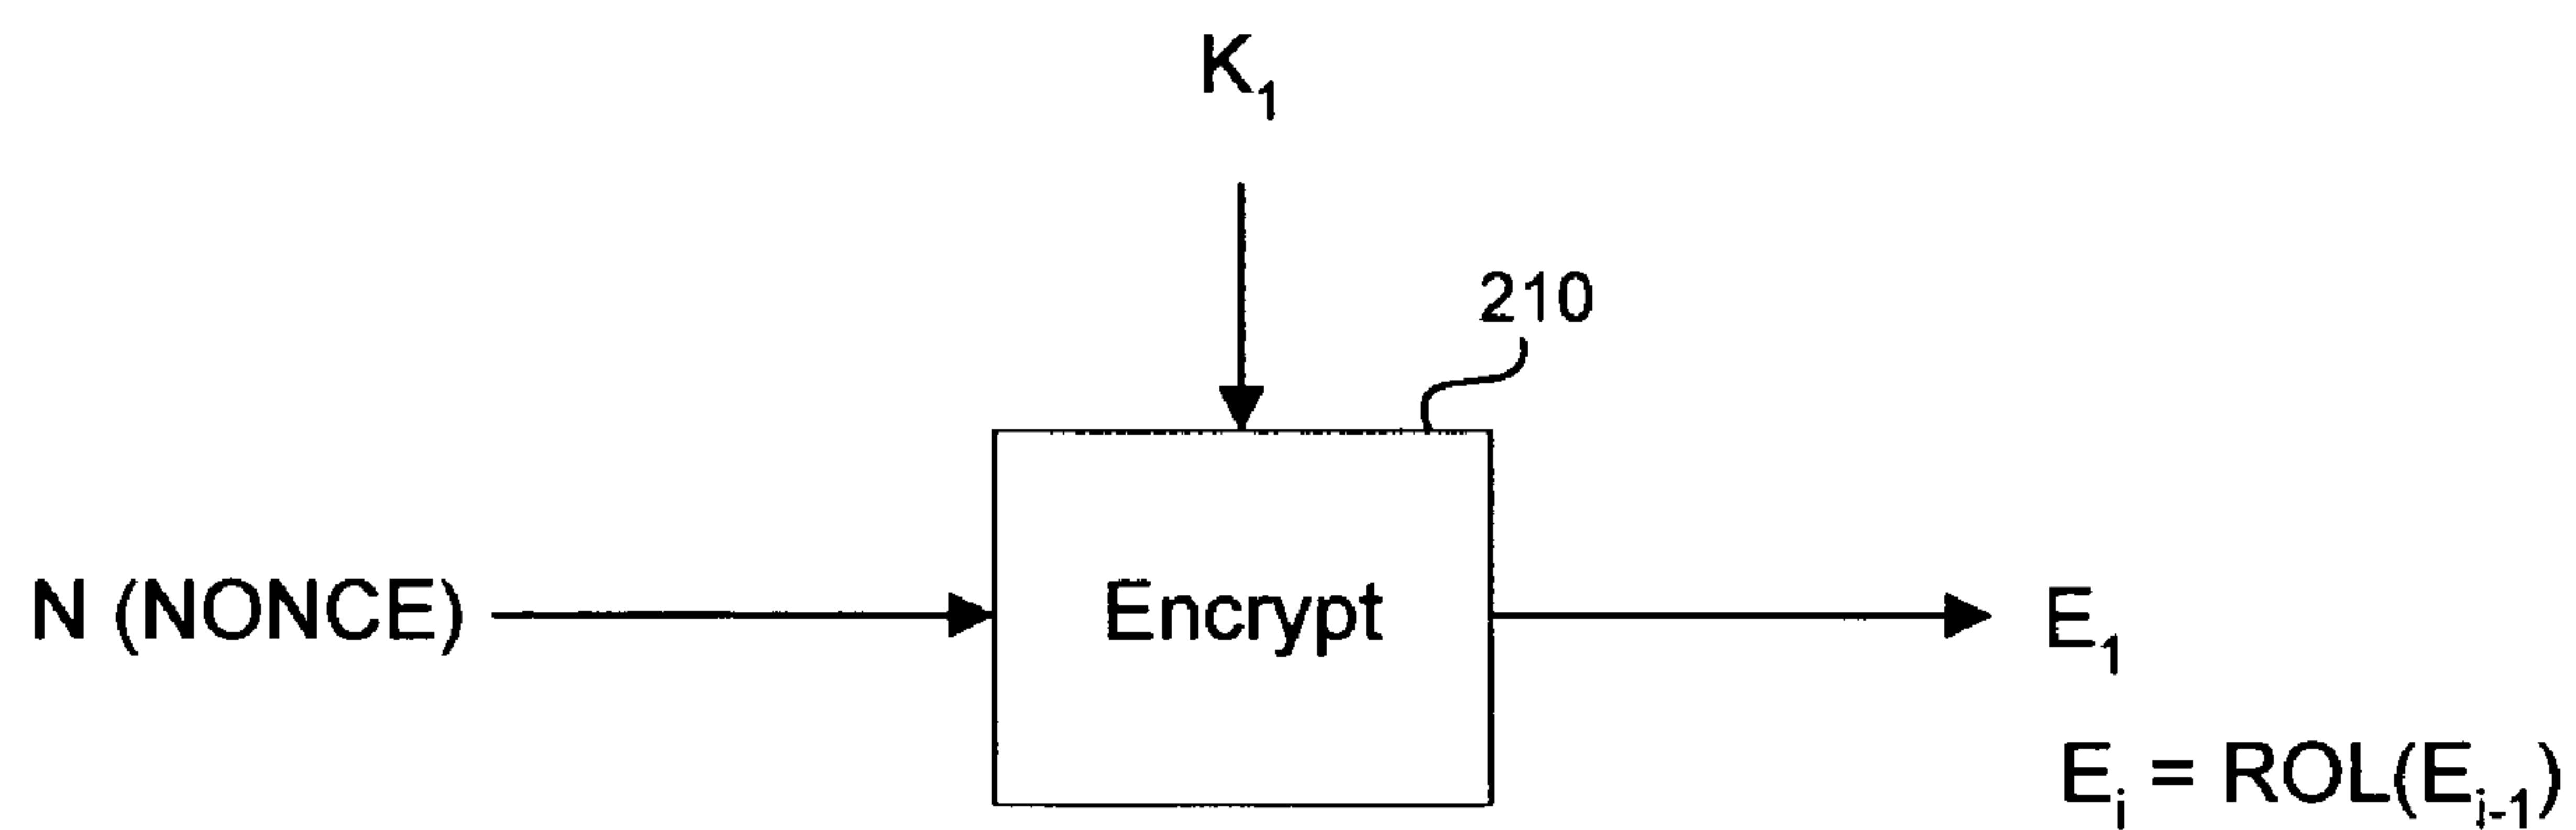 K₁
210
N (NONCE)
Encrypt
E₁
Eᵢ = ROL(Eᵢ₋₁)